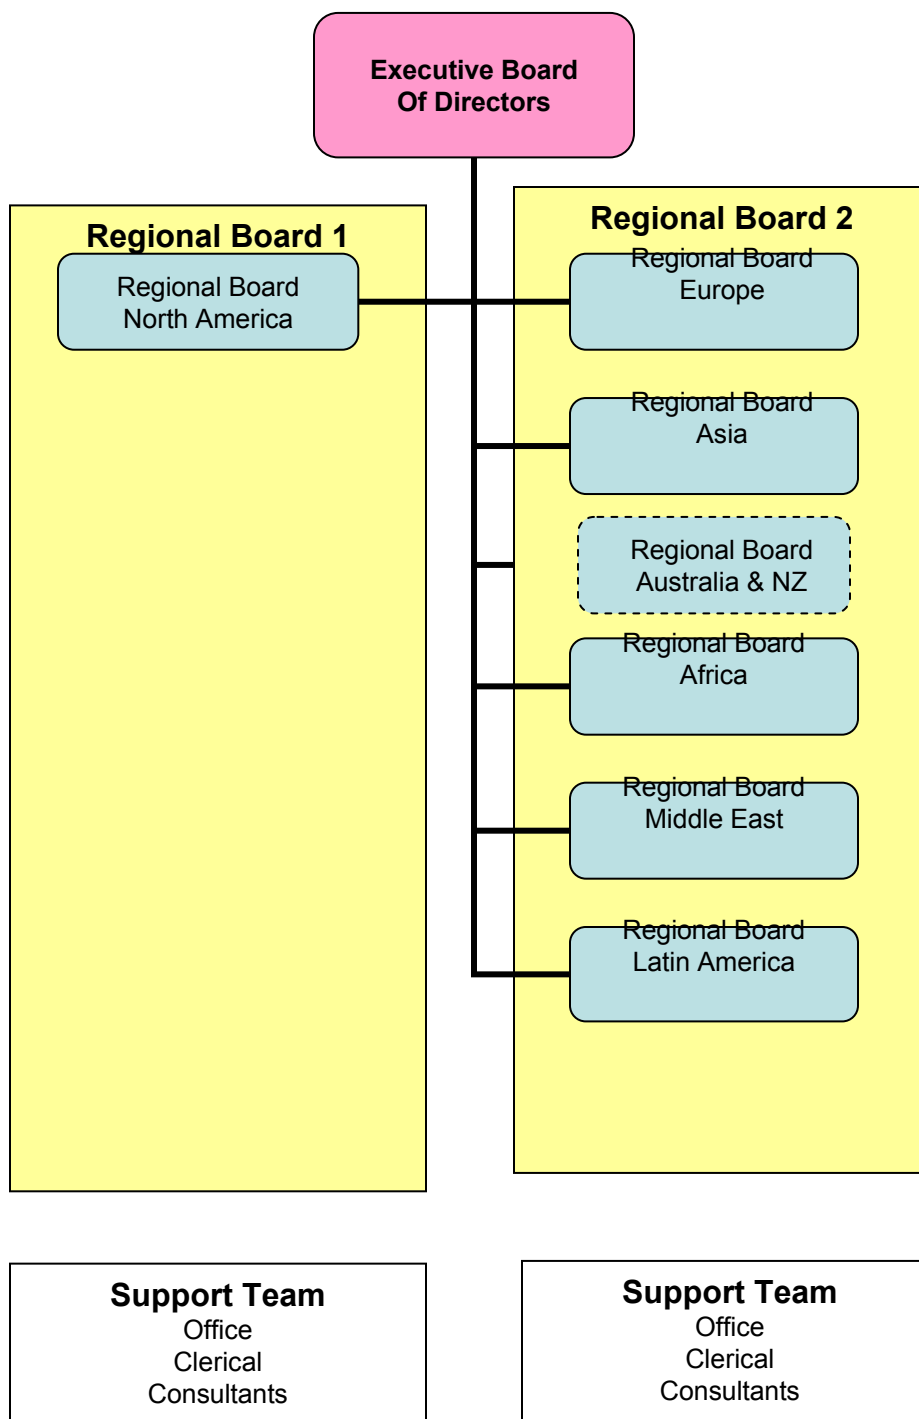 Executive Board
Of Directors
Regional Board 1
Regional Board
North America
Regional Board 2
Regional Board
Europe
Regional Board
Asia
Regional Board
Australia & NZ
Regional Board
Africa
Regional Board
Middle East
Regional Board
Latin America
Support Team
Office
Clerical
Consultants
Support Team
Office
Clerical
Consultants